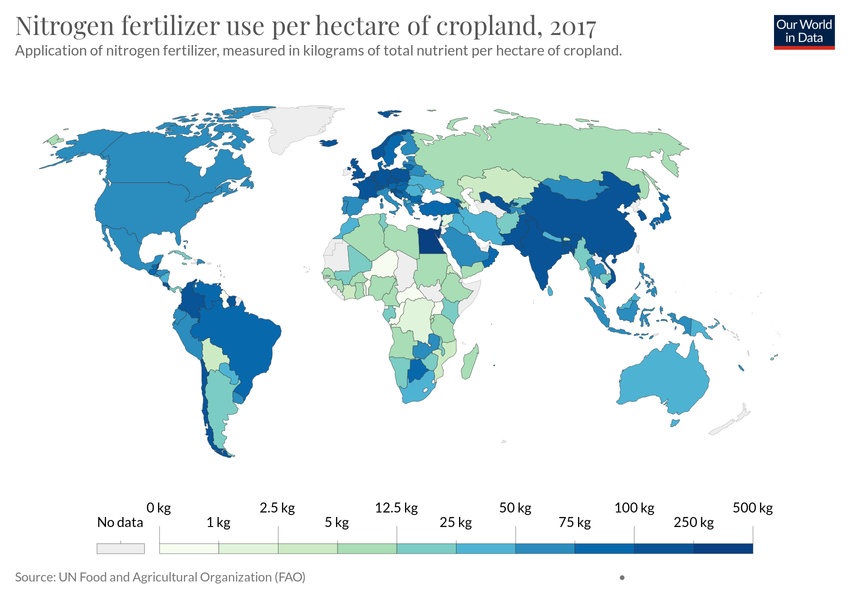 Nitrogen fertilizer use per hectare of cropland, 2017
Application of nitrogen fertilizer, measured in kilograms of total nutrient per hectare of cropland.
Our World
in Data
0 kg 2.5 kg 12.5 kg 50 kg 100 kg 500 kg
No data 1 kg 5 kg 25 kg 75 kg 250 kg
Source: UN Food and Agricultural Organization (FAO)